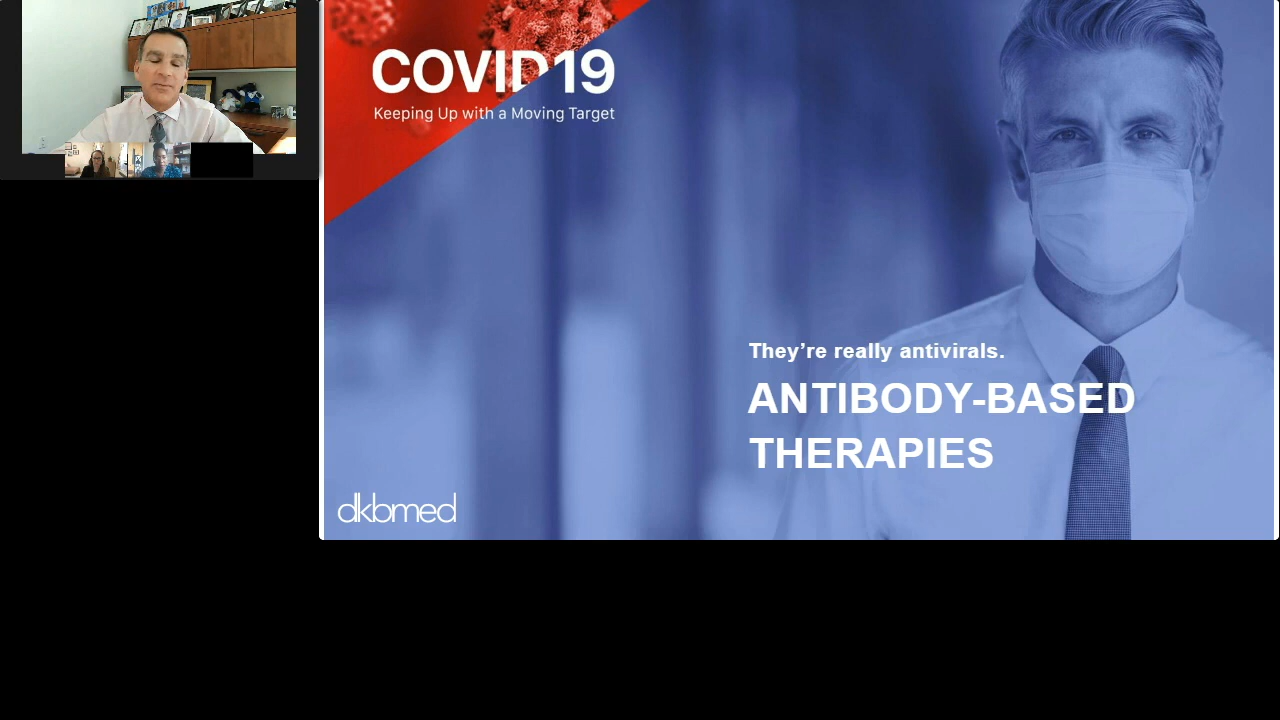 COVID19
Keeping Up with a Moving Target
They’re really antivirals.
ANTIBODY-BASED
THERAPIES
dkbmed